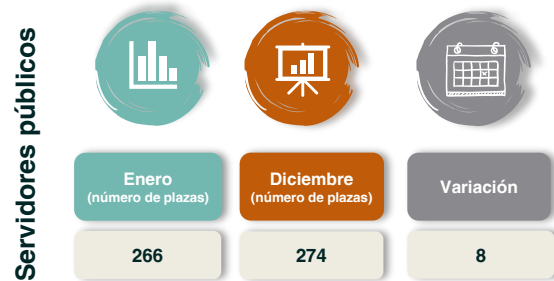 Servidores públicos
Enero
(número de plazas)
Diciembre
(número de plazas)
Variación
266
274
8